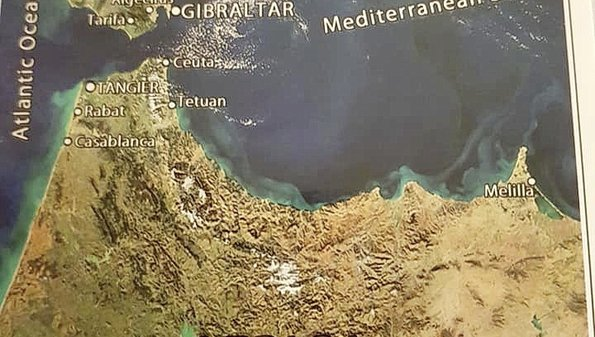 GIBRALTAR
Tarifa
Mediterranean
Ceuta
TANGIER
Tetuan
Rabat
Casablanca
Melilla
Atlantic Ocea